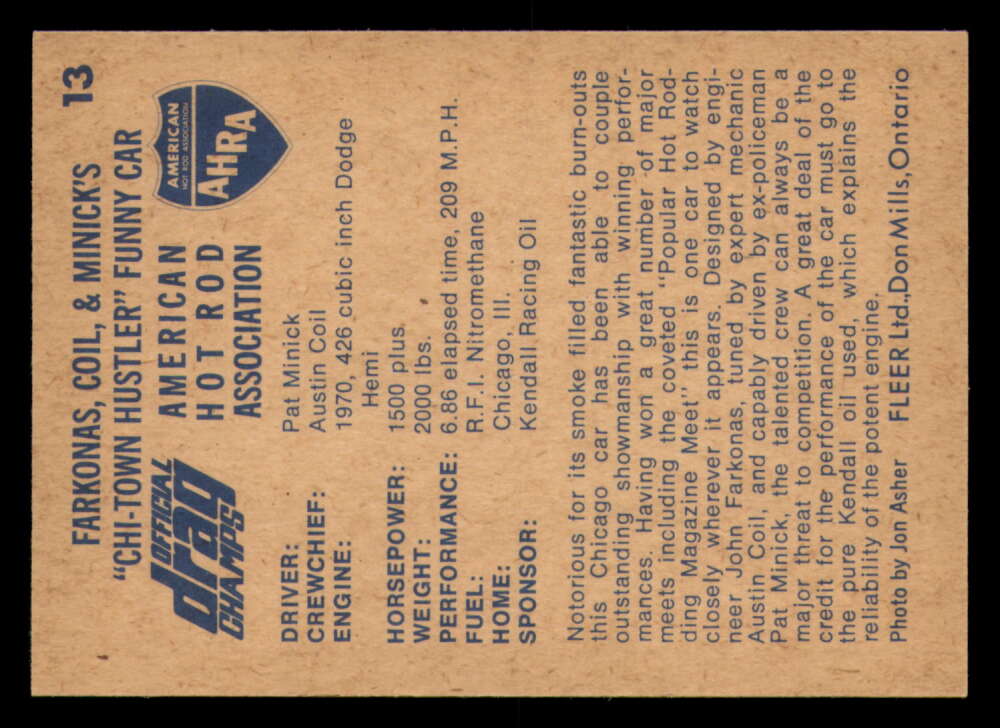 13
FARKONAS, COIL, & MINICK'S
"CHI-TOWN HUSTLER" FUNNY CAR
OFFICIAL
drag
CHAMPS
AMERICAN
HOT ROD
ASSOCIATION
AMERICAN
HOT ROD ASSOCIATION
AHRA
DRIVER: Pat Minick
CREWCHIEF: Austin Coil
ENGINE: 1970, 426 cubic inch Dodge
Hemi
HORSEPOWER: 1500 plus.
WEIGHT: 2000 lbs.
PERFORMANCE: 6.86 elapsed time, 209 M.P.H.
FUEL: R.F.I. Nitromethane
HOME: Chicago, Ill.
SPONSOR: Kendall Racing Oil
Notorious for its smoke filled fantastic burn-outs
this Chicago car has been able to couple
outstanding showmanship with winning perfor-
mances. Having won a great number of major
meets including the coveted "Popular Hot Rod-
ding Magazine Meet" this is one car to watch
closely wherever it appears. Designed by engi-
neer John Farkonas, tuned by expert mechanic
Austin Coil, and capably driven by ex-policeman
Pat Minick, the talented crew can always be a
major threat to competition. A great deal of the
credit for the performance of the car must go to
the pure Kendall oil used, which explains the
reliability of the potent engine.
Photo by Jon Asher FLEER Ltd., Don Mills, Ontario